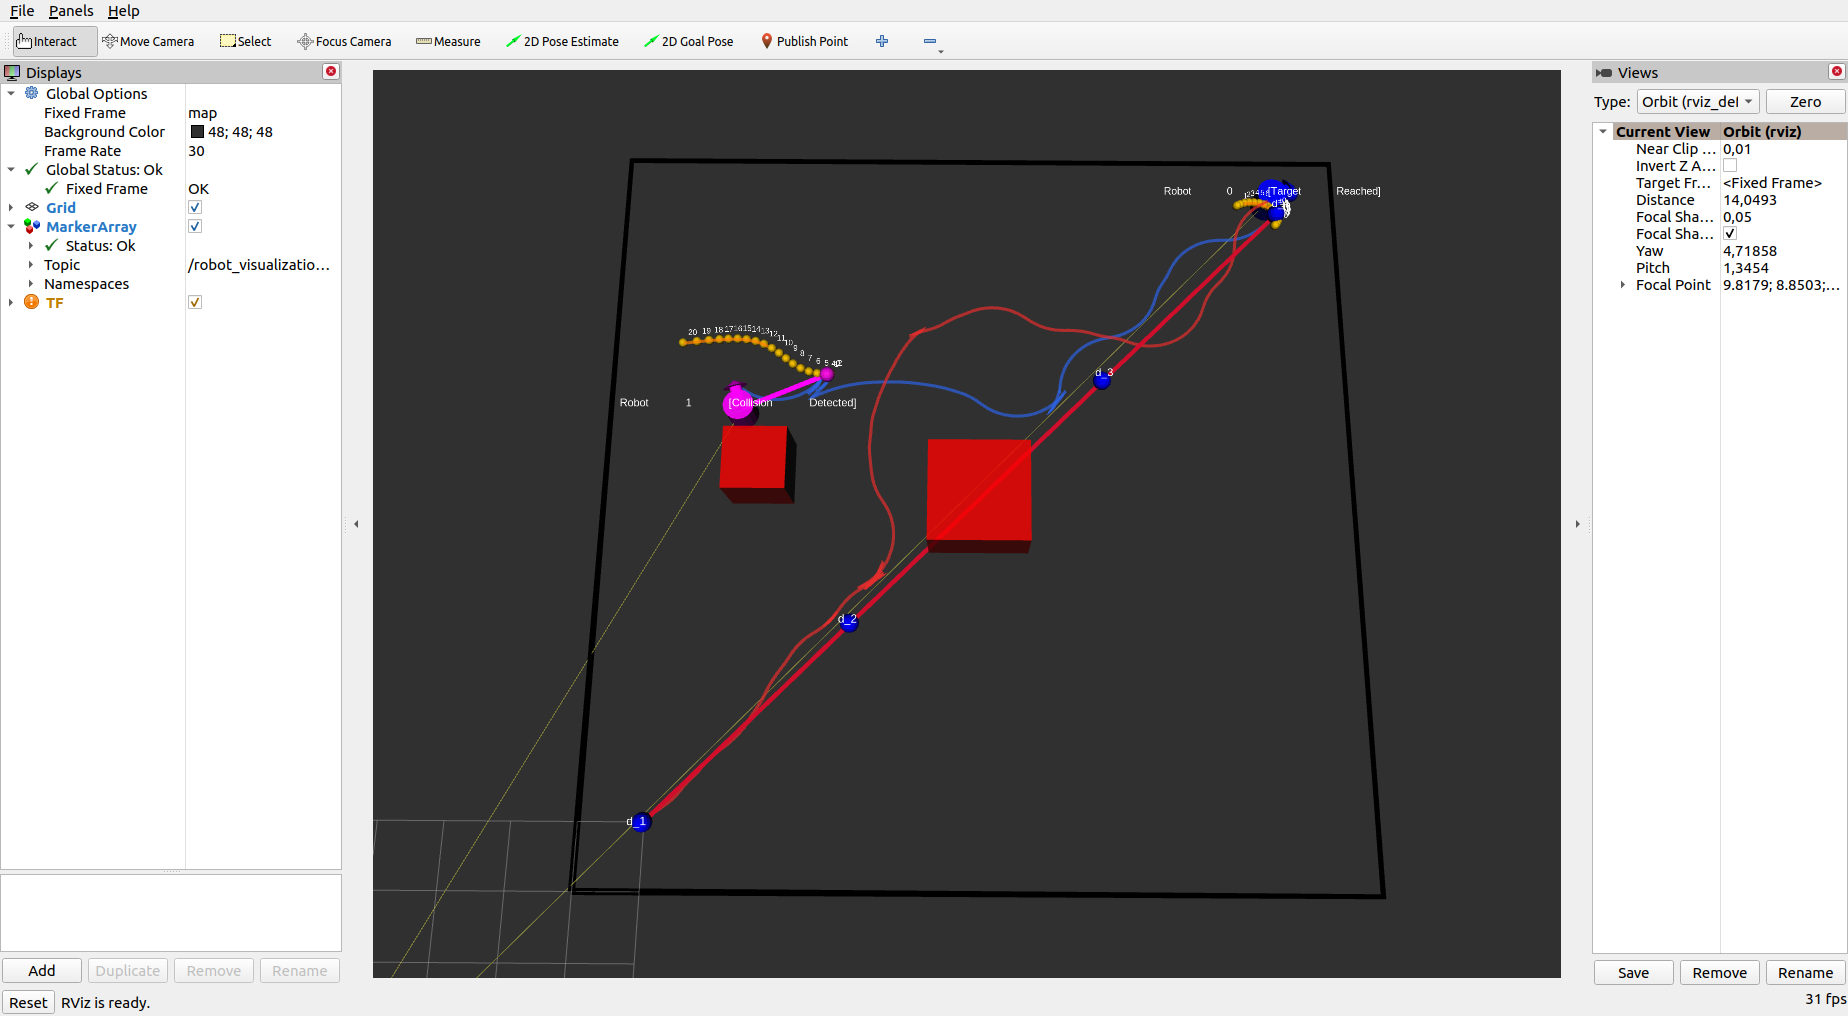 File Panels Help
Interact Move Camera Select Focus Camera Measure 2D Pose Estimate 2D Goal Pose Publish Point
Displays
Global Options
Fixed Frame map
Background Color 48; 48; 48
Frame Rate 30
Global Status: Ok
Fixed Frame OK
Grid
MarkerArray
Status: Ok
Topic /robot_visualizatio...
Namespaces
TF
Add Duplicate Remove Rename
Reset RViz is ready.
Robot 0 [Target Reached]
20 19 18 17 16 15 14 13 12 11 10 9 8 7 6 5
Robot 1 [Collision Detected]
d_3
d_2
d_1
Views
Type: Orbit (rviz_def Zero
Current View Orbit (rviz)
Near Clip ... 0,01
Invert Z A...
Target Fr... <Fixed Frame>
Distance 14,0493
Focal Sha... 0,05
Focal Sha...
Yaw 4,71858
Pitch 1,3454
Focal Point 9.8179; 8.8503;...
Save Remove Rename
31 fps